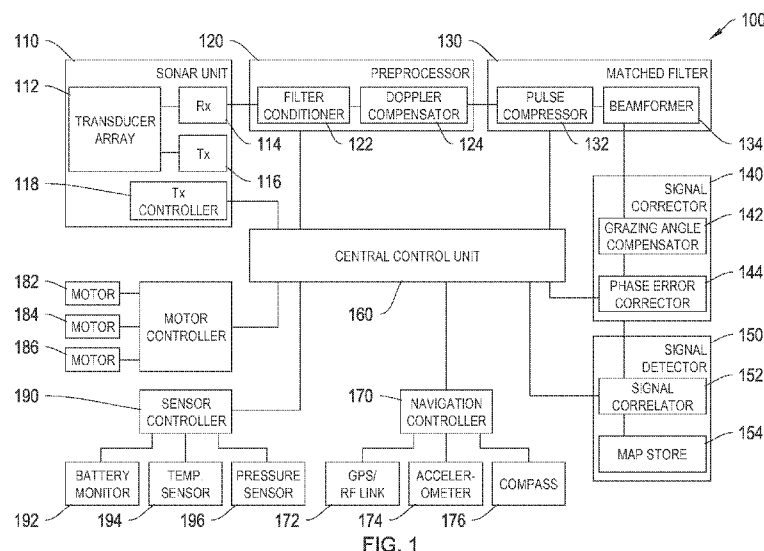 100
110
120
130
SONAR UNIT
PREPROCESSOR
MATCHED FILTER
112
TRANSDUCER
ARRAY
Rx
FILTER
CONDITIONER
DOPPLER
COMPENSATOR
PULSE
COMPRESSOR
BEAMFORMER
114
122
124
132
134
Tx
116
118
Tx
CONTROLLER
140
SIGNAL
CORRECTOR
142
GRAZING ANGLE
COMPENSATOR
CENTRAL CONTROL UNIT
160
144
PHASE ERROR
CORRECTOR
182
MOTOR
184
MOTOR
186
MOTOR
MOTOR
CONTROLLER
150
SIGNAL
DETECTOR
152
SIGNAL
CORRELATOR
154
MAP STORE
190
SENSOR
CONTROLLER
170
NAVIGATION
CONTROLLER
BATTERY
MONITOR
TEMP.
SENSOR
PRESSURE
SENSOR
GPS/
RF LINK
ACCELER-
OMETER
COMPASS
192
194
196
172
174
176
FIG. 1